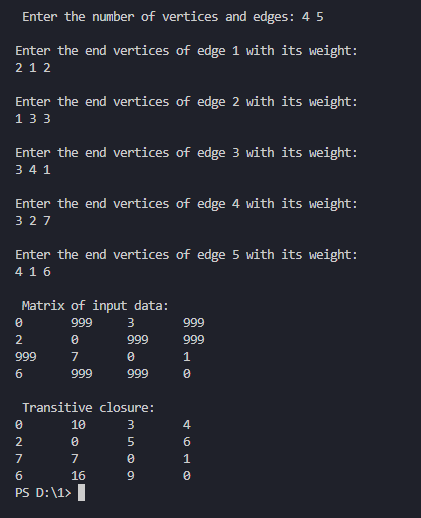 Enter the number of vertices and edges: 4 5
Enter the end vertices of edge 1 with its weight:
2 1 2
Enter the end vertices of edge 2 with its weight:
1 3 3
Enter the end vertices of edge 3 with its weight:
3 4 1
Enter the end vertices of edge 4 with its weight:
3 2 7
Enter the end vertices of edge 5 with its weight:
4 1 6
Matrix of input data:
0 999 3 999
2 0 999 999
999 7 0 1
6 999 999 0
Transitive closure:
0 10 3 4
2 0 5 6
7 7 0 1
6 16 9 0
PS D:\1>